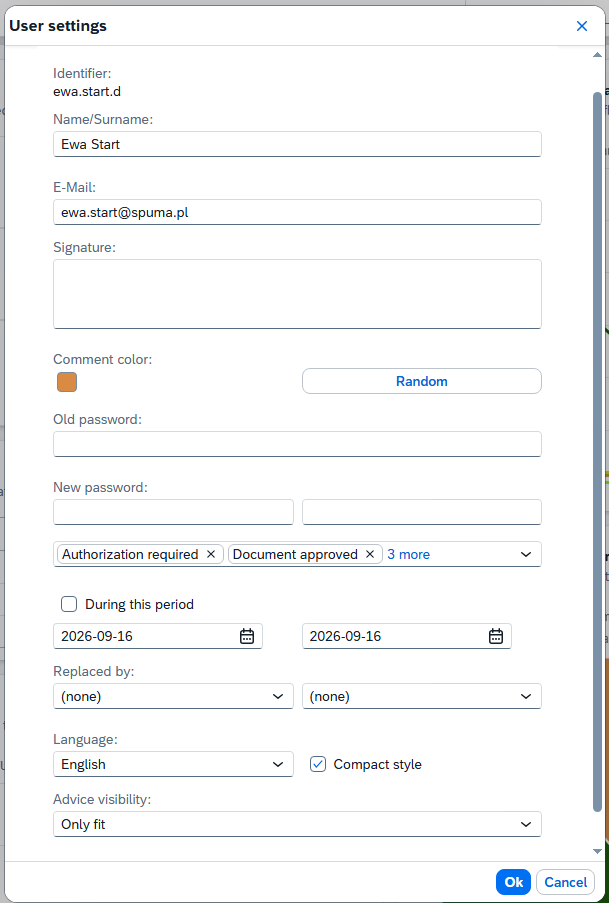 User settings
Identifier:
ewa.start.d
Name/Surname:
Ewa Start
E-Mail:
ewa.start@spuma.pl
Signature:
Comment color:
Random
Old password:
New password:
Authorization required Document approved 3 more
During this period
2026-09-16 2026-09-16
Replaced by:
(none) (none)
Language:
English Compact style
Advice visibility:
Only fit
Ok Cancel